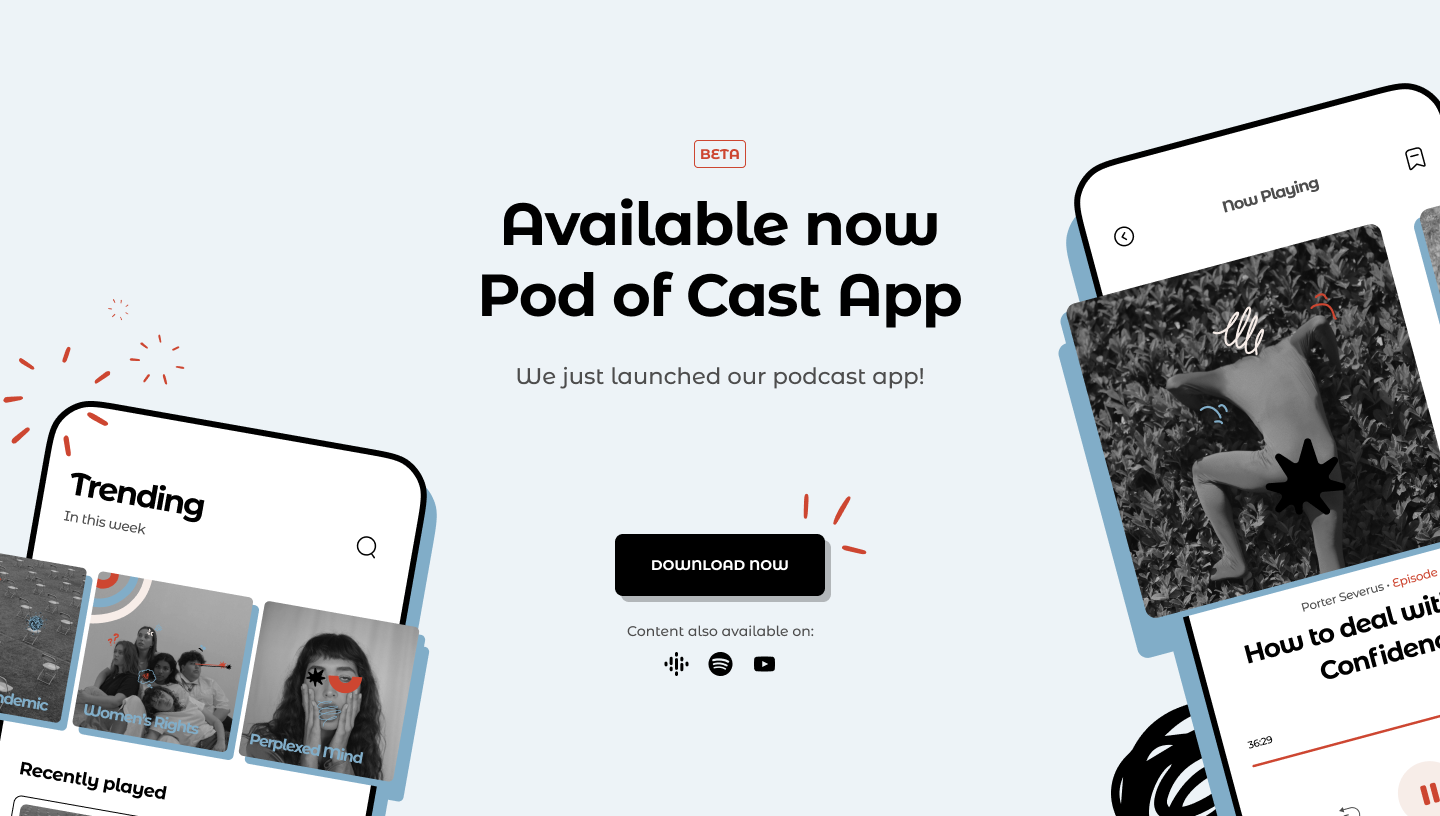 BETA
Available now
Pod of Cast App
We just launched our podcast app!
DOWNLOAD NOW
Content also available on:
Trending
In this week
Women's Rights
Perplexed Mind
Recently played
Now Playing
Porter Severus • Episode
How to deal
Confiden
36:29